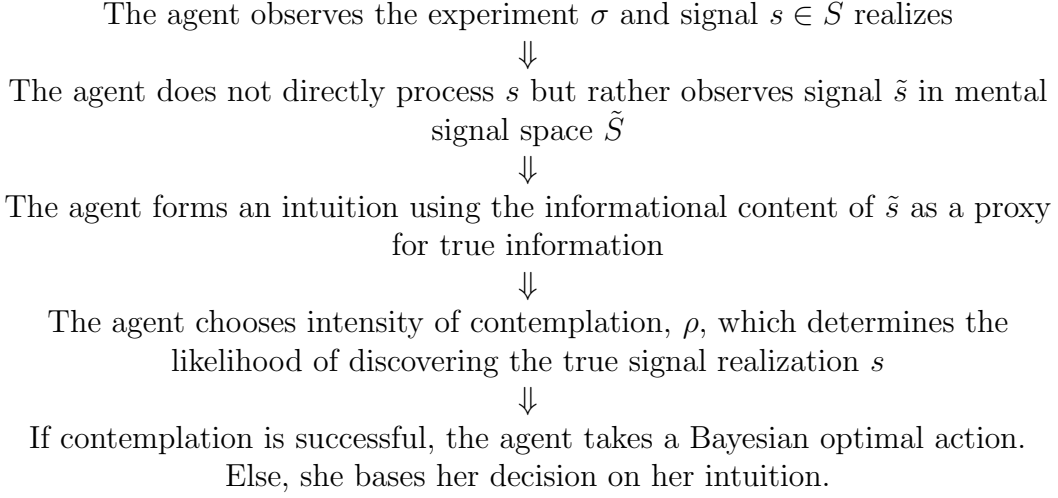 The agent observes the experiment σ and signal s ∈ S realizes
⇓
The agent does not directly process s but rather observes signal s̃ in mental
signal space S̃
⇓
The agent forms an intuition using the informational content of s̃ as a proxy
for true information
⇓
The agent chooses intensity of contemplation, ρ, which determines the
likelihood of discovering the true signal realization s
⇓
If contemplation is successful, the agent takes a Bayesian optimal action.
Else, she bases her decision on her intuition.